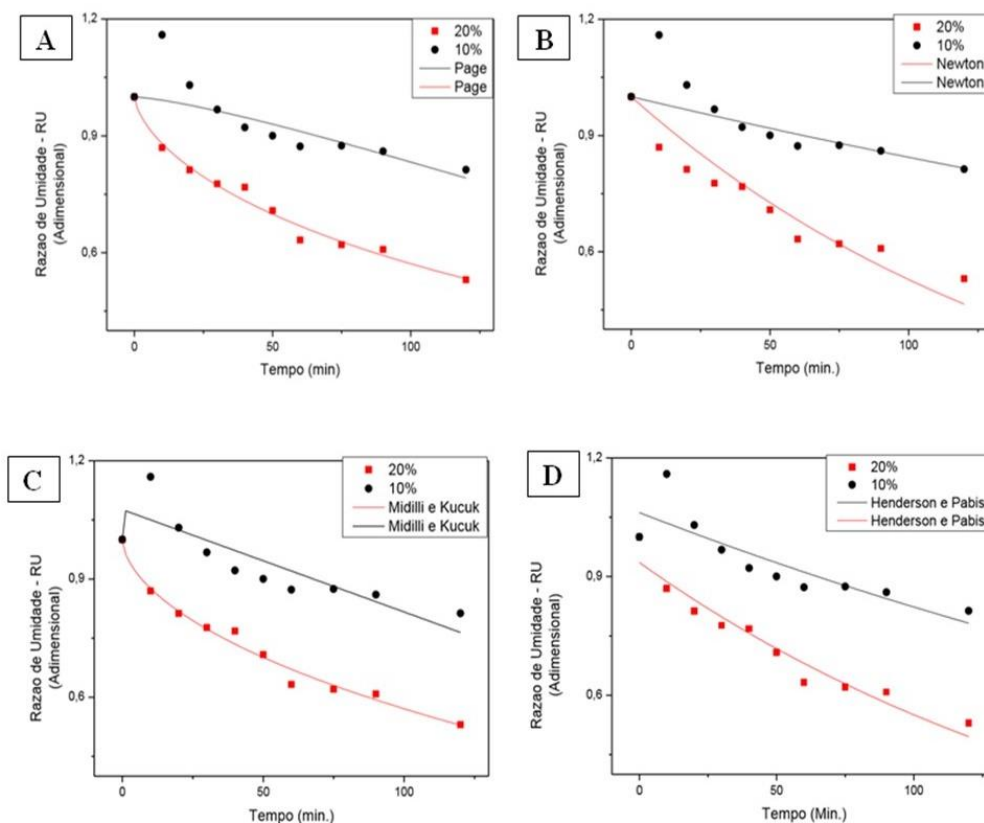 A
1,2
0,9
0,6
Razao de Umidade - RU
(Adimensional)
0
50
100
Tempo (min)
20%
10%
Page
Page
B
1,2
0,9
0,6
Razao de Umidade - RU
(Adimensional)
0
50
100
Tempo (min.)
20%
10%
Newton
Newton
C
1,2
0,9
0,6
Razao de Umidade - RU
(Adimensional)
0
50
100
Tempo (min.)
20%
10%
Midilli e Kucuk
Midilli e Kucuk
D
1,2
0,9
0,6
Razao de Umidade - RU
(Adimensional)
0
50
100
Tempo (Min.)
20%
10%
Henderson e Pabis
Henderson e Pabis